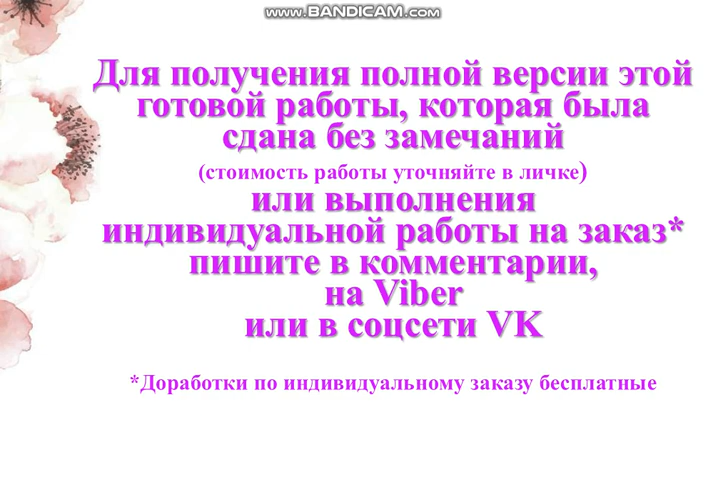 www.BANDICAM.com
Для получения полной версии этой
готовой работы, которая была
сдана без замечаний
(стоимость работы уточняйте в личке)
или выполнения
индивидуальной работы на заказ*
пишите в комментарии,
на Viber
или в соцсети VK
*Доработки по индивидуальному заказу бесплатные